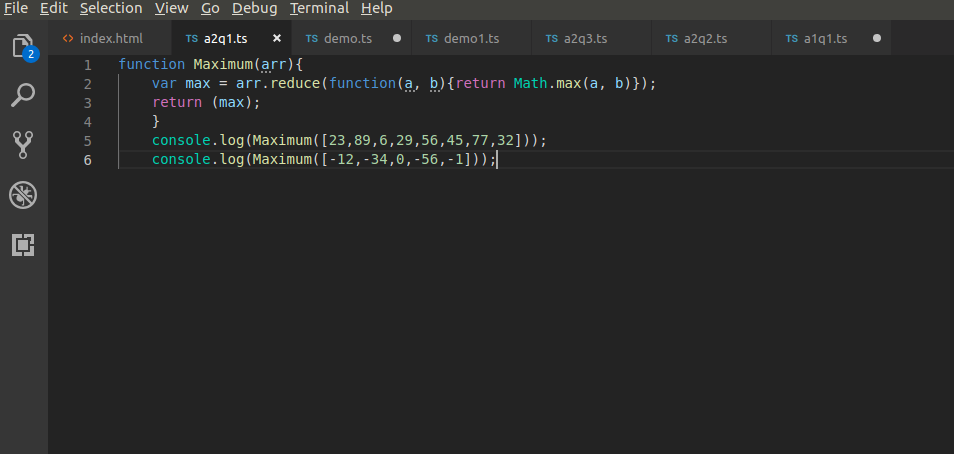 File Edit Selection View Go Debug Terminal Help
<> index.html TS a2q1.ts × TS demo.ts ● TS demo1.ts TS a2q3.ts TS a2q2.ts TS a1q1.ts ●
2
1 function Maximum(arr){
2 var max = arr.reduce(function(a, b){return Math.max(a, b)});
3 return (max);
4 }
5 console.log(Maximum([23,89,6,29,56,45,77,32]));
6 console.log(Maximum([-12,-34,0,-56,-1]));